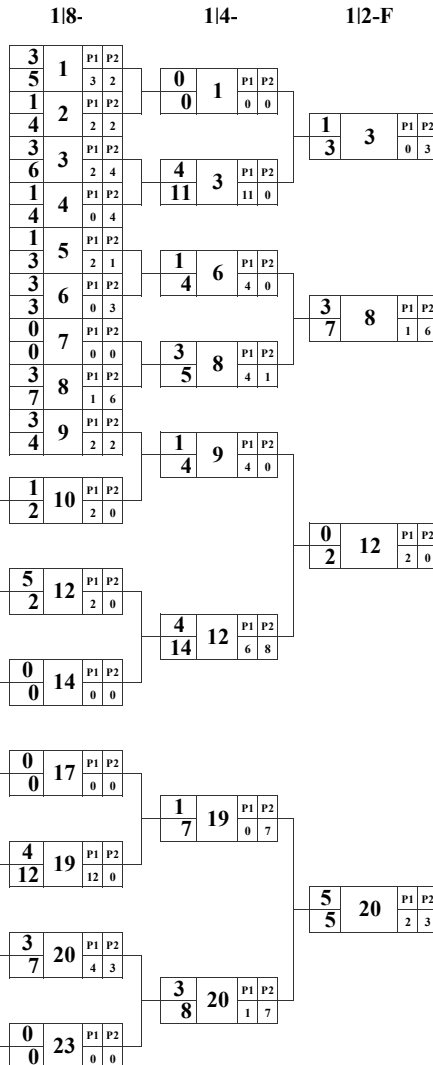 1|8- 1|4- 1|2-F
3 1 P1 P2
5 3 2
1 2 P1 P2
4 2 2
3 3 P1 P2
6 2 4
1 4 P1 P2
4 0 4
1 5 P1 P2
3 2 1
3 6 P1 P2
3 0 3
0 7 P1 P2
0 0 0
3 8 P1 P2
7 1 6
3 9 P1 P2
4 2 2
1 10 P1 P2
2 2 0
5 12 P1 P2
2 2 0
0 14 P1 P2
0 0 0
0 17 P1 P2
0 0 0
4 19 P1 P2
12 12 0
3 20 P1 P2
7 4 3
0 23 P1 P2
0 0 0
0 1 P1 P2
0 0 0
4 3 P1 P2
11 11 0
1 6 P1 P2
4 4 0
3 8 P1 P2
5 4 1
1 9 P1 P2
4 4 0
4 12 P1 P2
14 6 8
1 19 P1 P2
7 0 7
3 20 P1 P2
8 1 7
1 3 P1 P2
3 0 3
3 8 P1 P2
7 1 6
0 12 P1 P2
2 2 0
5 20 P1 P2
5 2 3